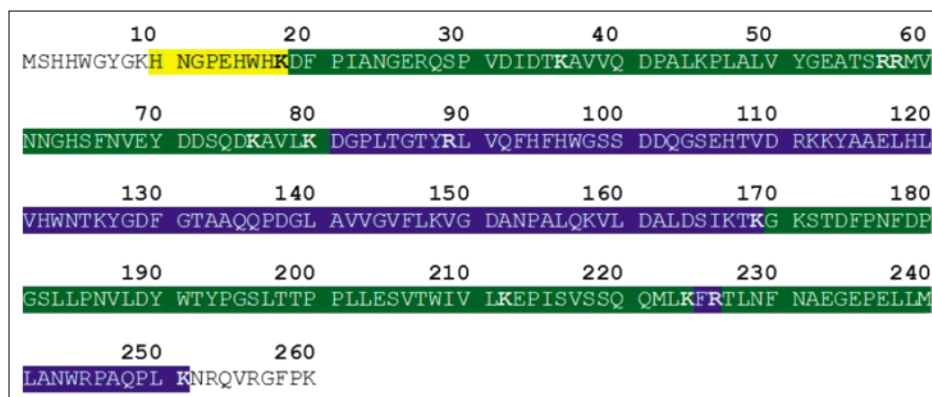 10 20 30 40 50 60
MSHHWGYGKH NGPEHWHKDF PIANGERQSP VDIDTKAVVQ DPALKPLALV YGEATSRRMV
70 80 90 100 110 120
NNGHSFNVEY DDSQDKAVLK DGPLTGTYRL VQFHFHWGSS DDQGSEHTVD RKKYAAELHL
130 140 150 160 170 180
VHWNTKYGDF GTAAQQPDGL AVVGVFLKVG DANPALQKVL DALDSIKTKG KSTDFPNFDP
190 200 210 220 230 240
GSLLPNVLDY WTYPGSLTTP PLLESVTWIV LKEPISVSSQ QMLKFRTLNF NAEGEPELLM
250 260
LANWRPAQPL KNRQVRGFPK